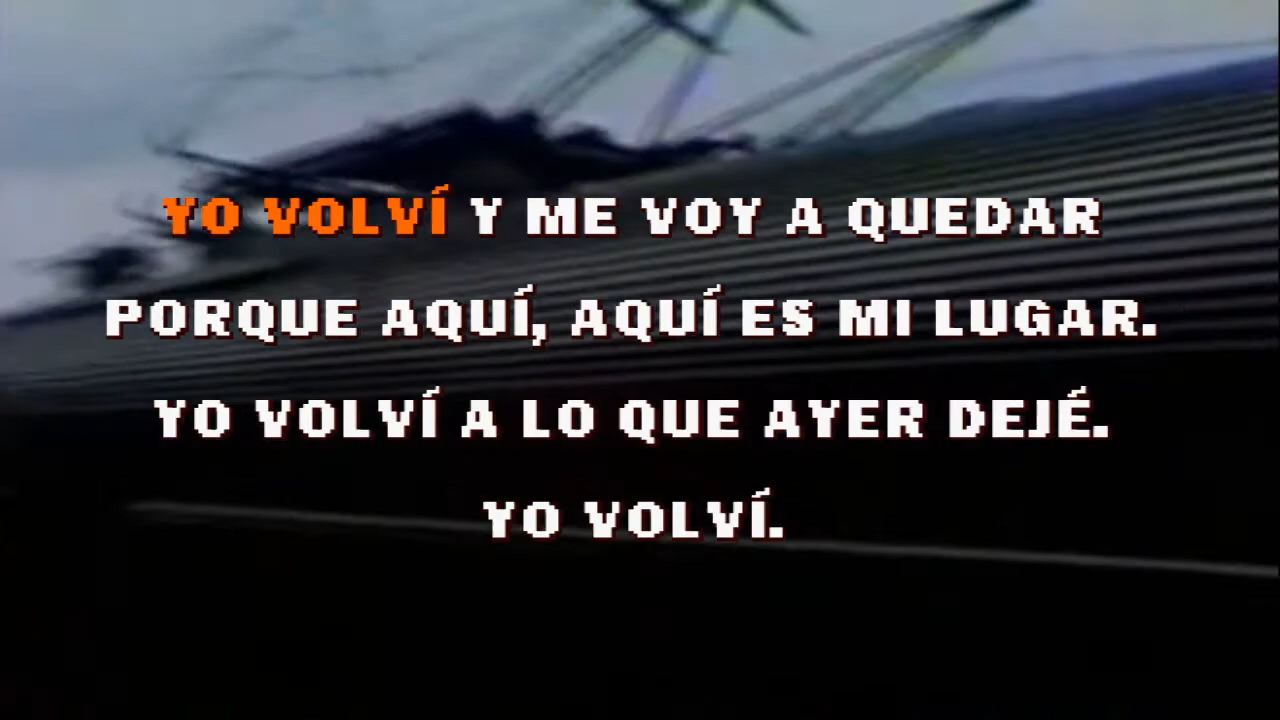 YO VOLVÍ Y ME VOY A QUEDAR
PORQUE AQUÍ, AQUÍ ES MI LUGAR.
YO VOLVÍ A LO QUE AYER DEJÉ.
YO VOLVÍ.